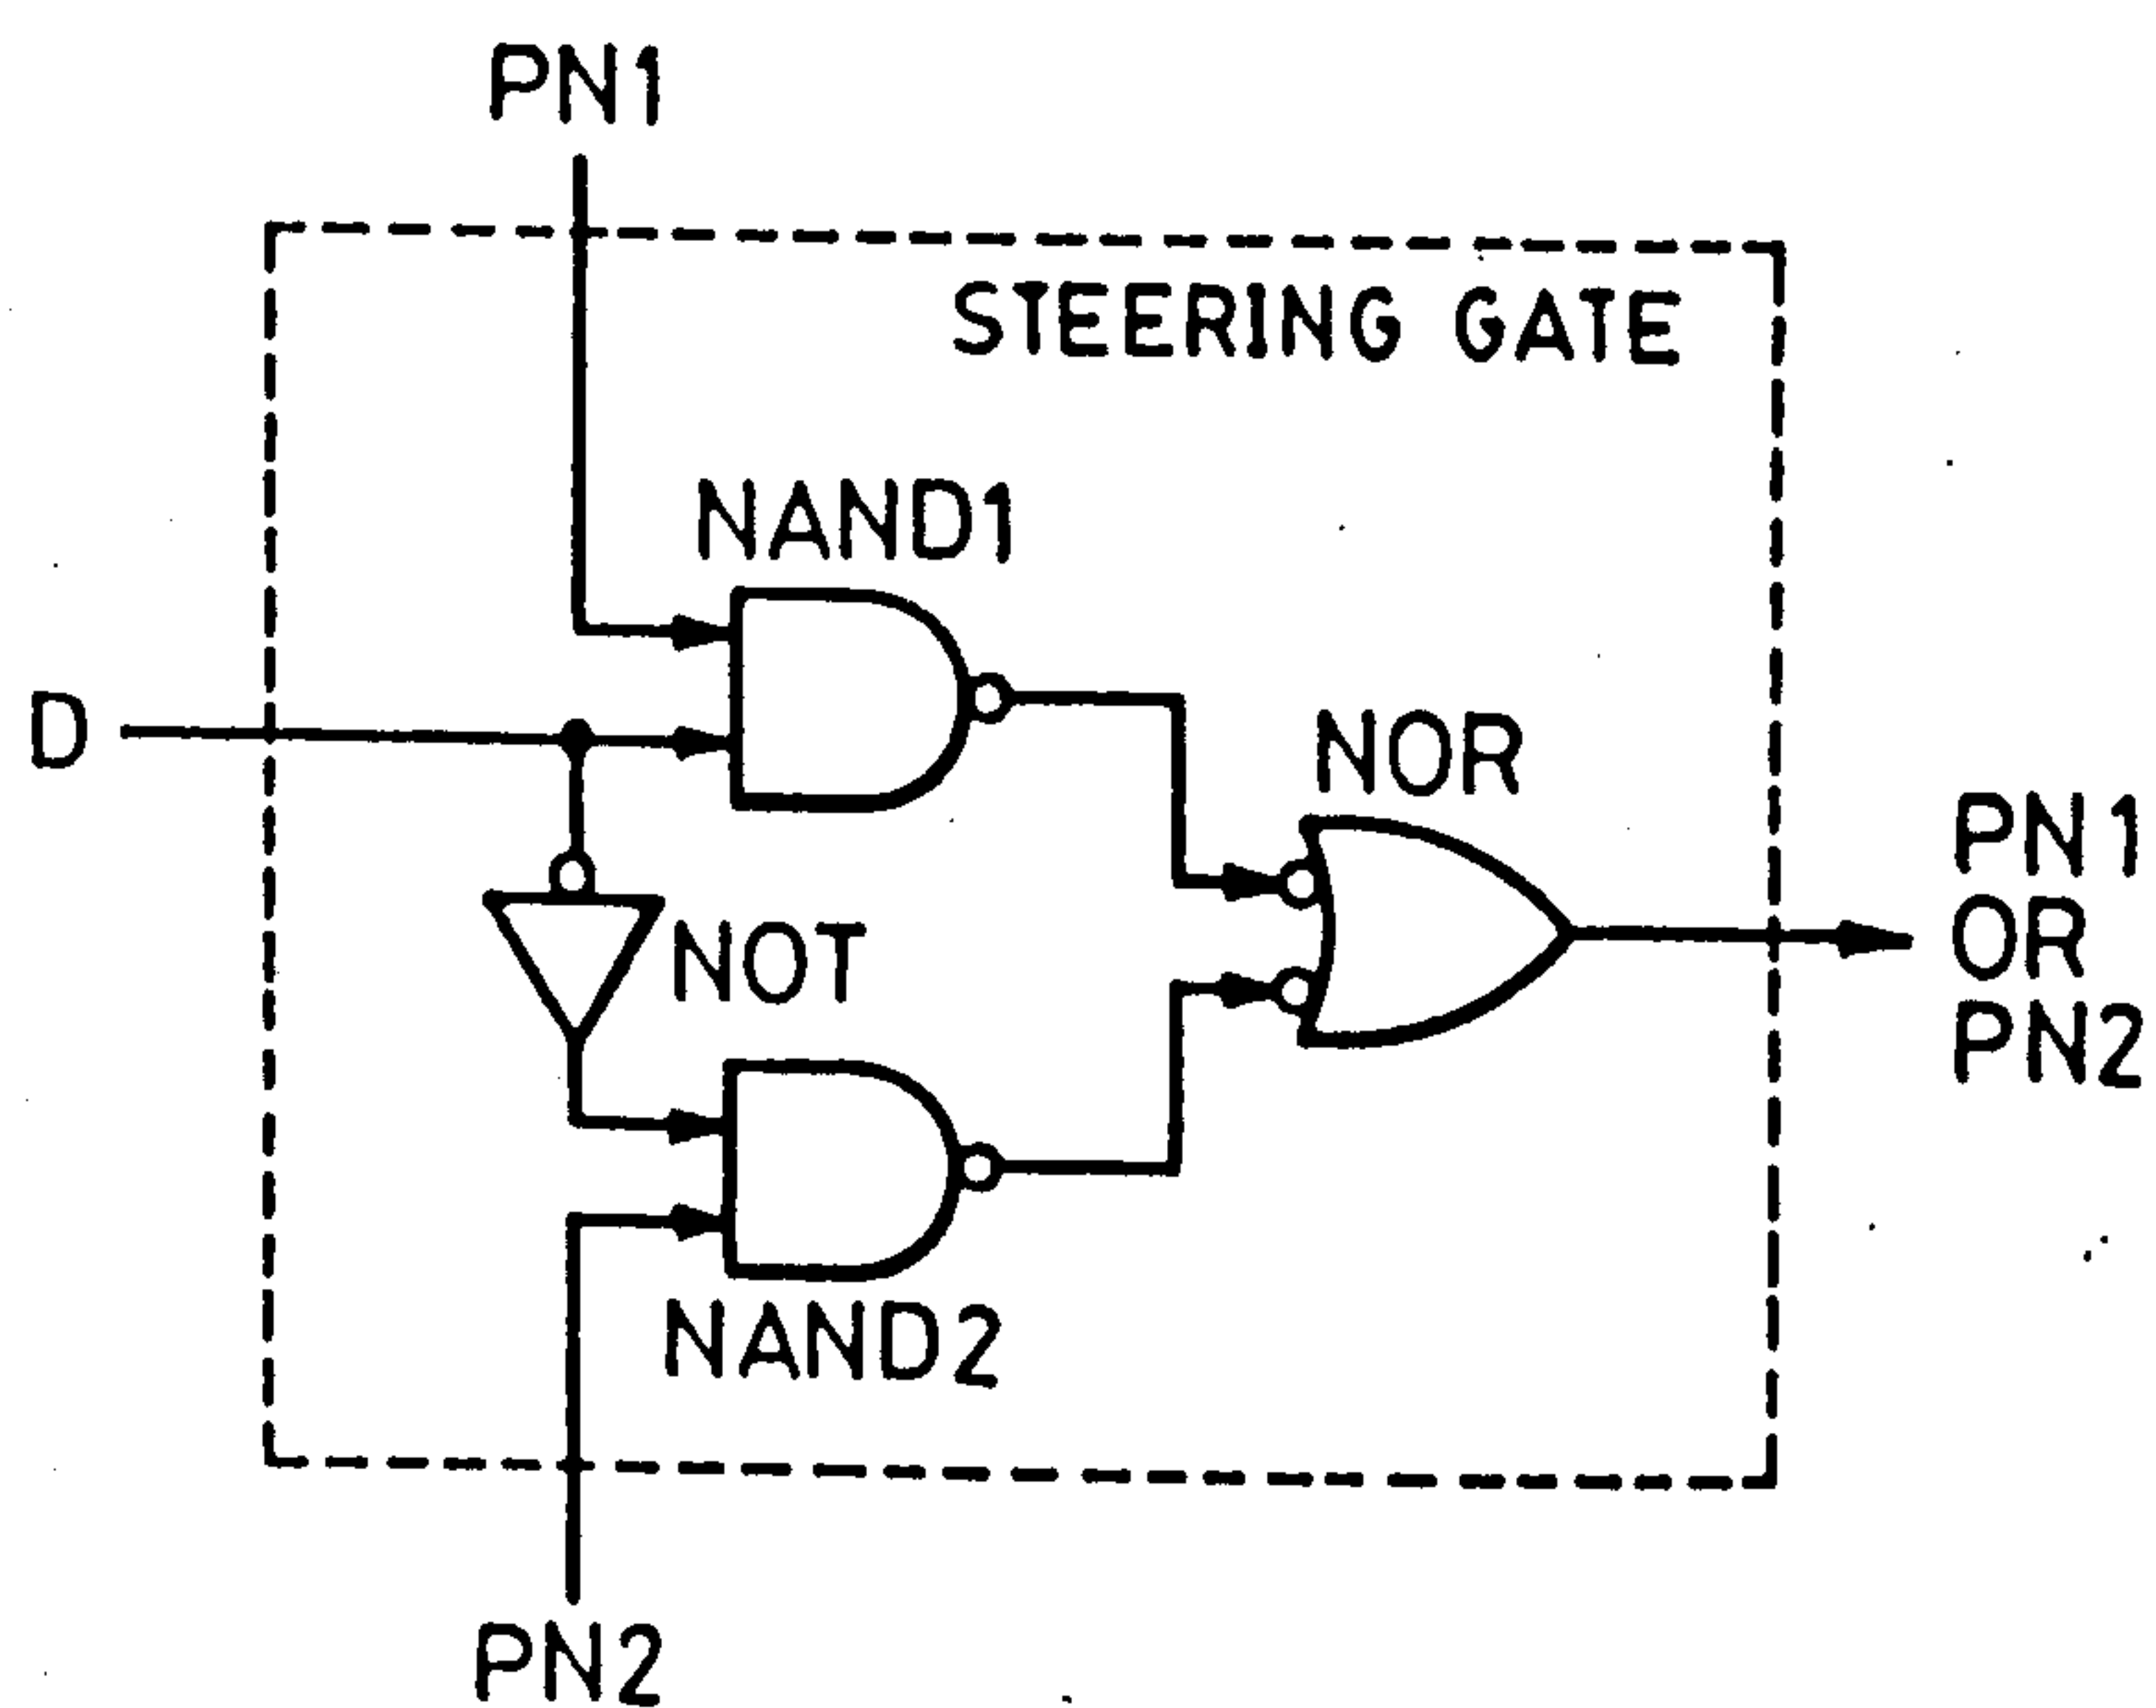 PN1
STEERING GATE
NAND1
D
NOR
PN1
OR
PN2
NOT
NAND2
PN2